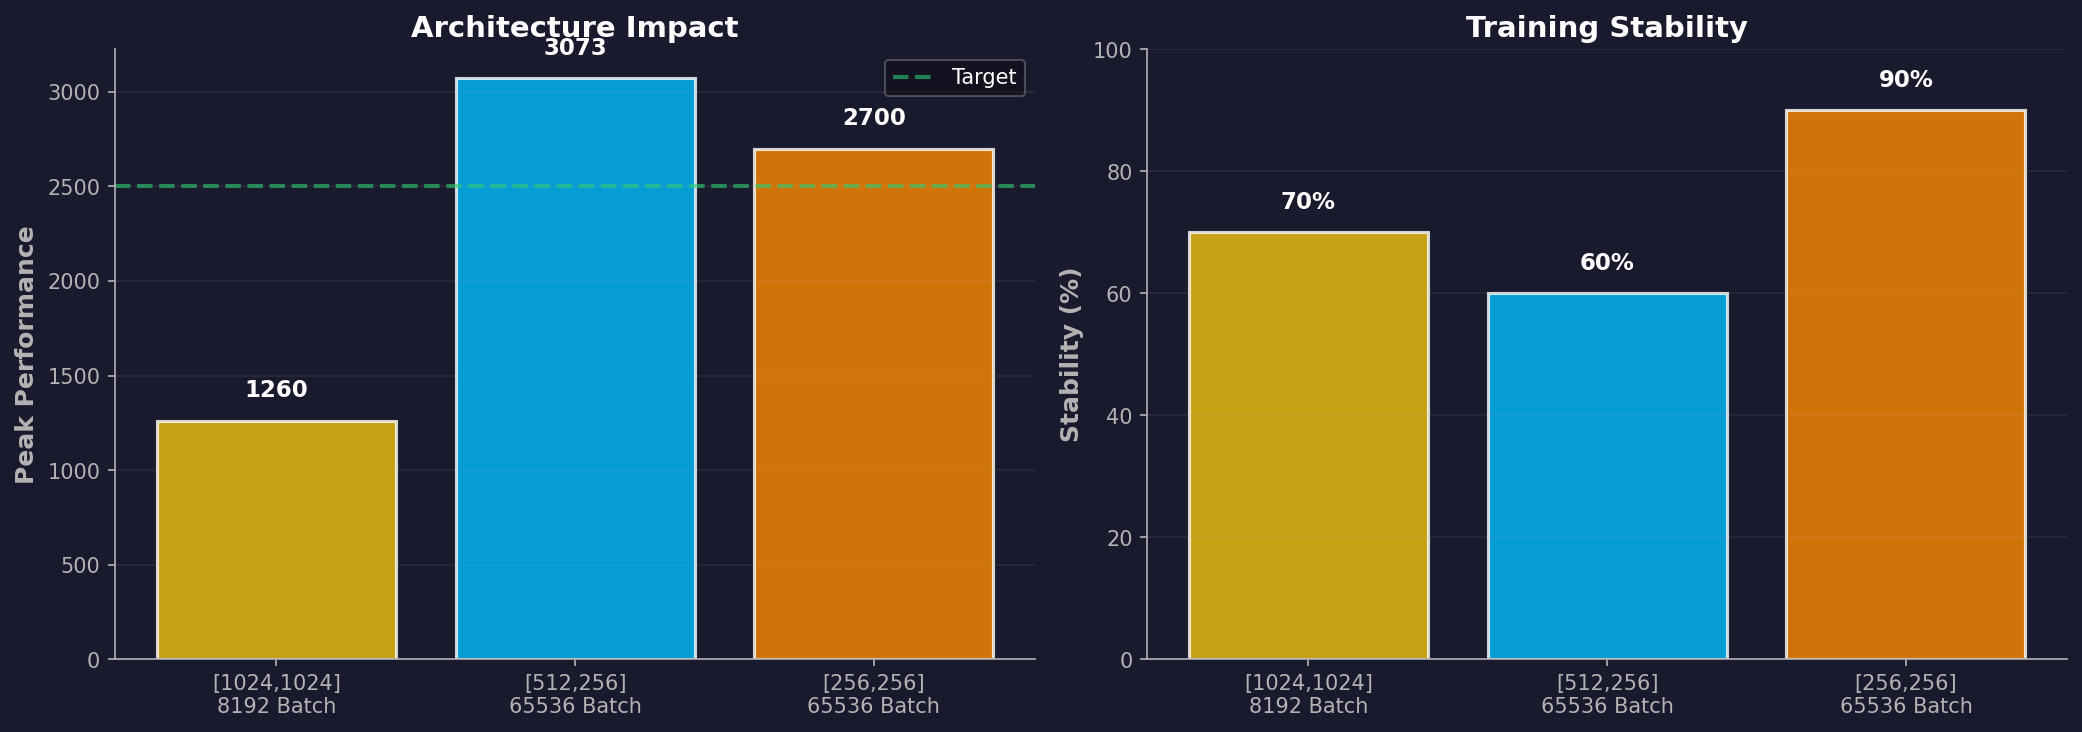 Architecture Impact
3073
Target
2700
1260
Peak Performance
3000
2500
2000
1500
1000
500
0
[1024,1024]
8192 Batch
[512,256]
65536 Batch
[256,256]
65536 Batch
Training Stability
90%
70%
60%
Stability (%)
100
80
60
40
20
0
[1024,1024]
8192 Batch
[512,256]
65536 Batch
[256,256]
65536 Batch